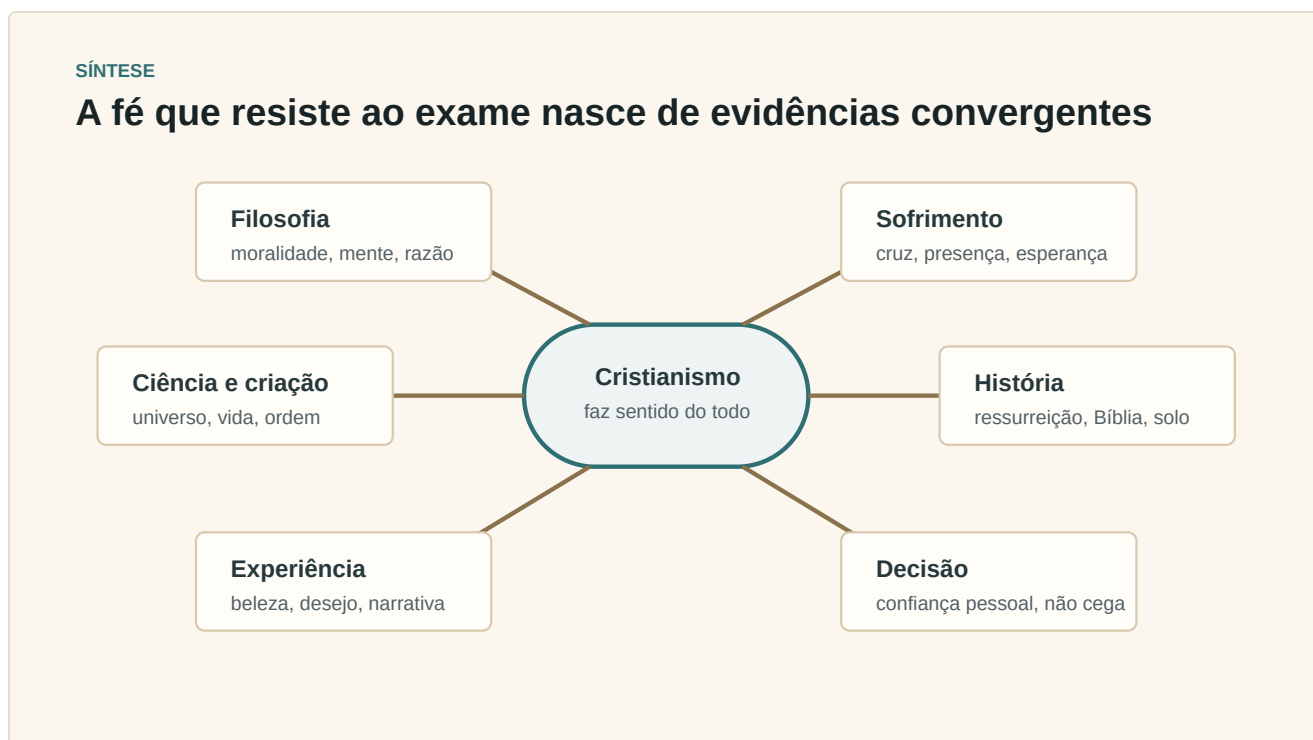 SÍNTESE
A fé que resiste ao exame nasce de evidências convergentes
Filosofia
moralidade, mente, razão
Sofrimento
cruz, presença, esperança
Ciência e criação
universo, vida, ordem
Cristianismo
faz sentido do todo
História
ressurreição, Bíblia, solo
Experiência
beleza, desejo, narrativa
Decisão
confiança pessoal, não cega